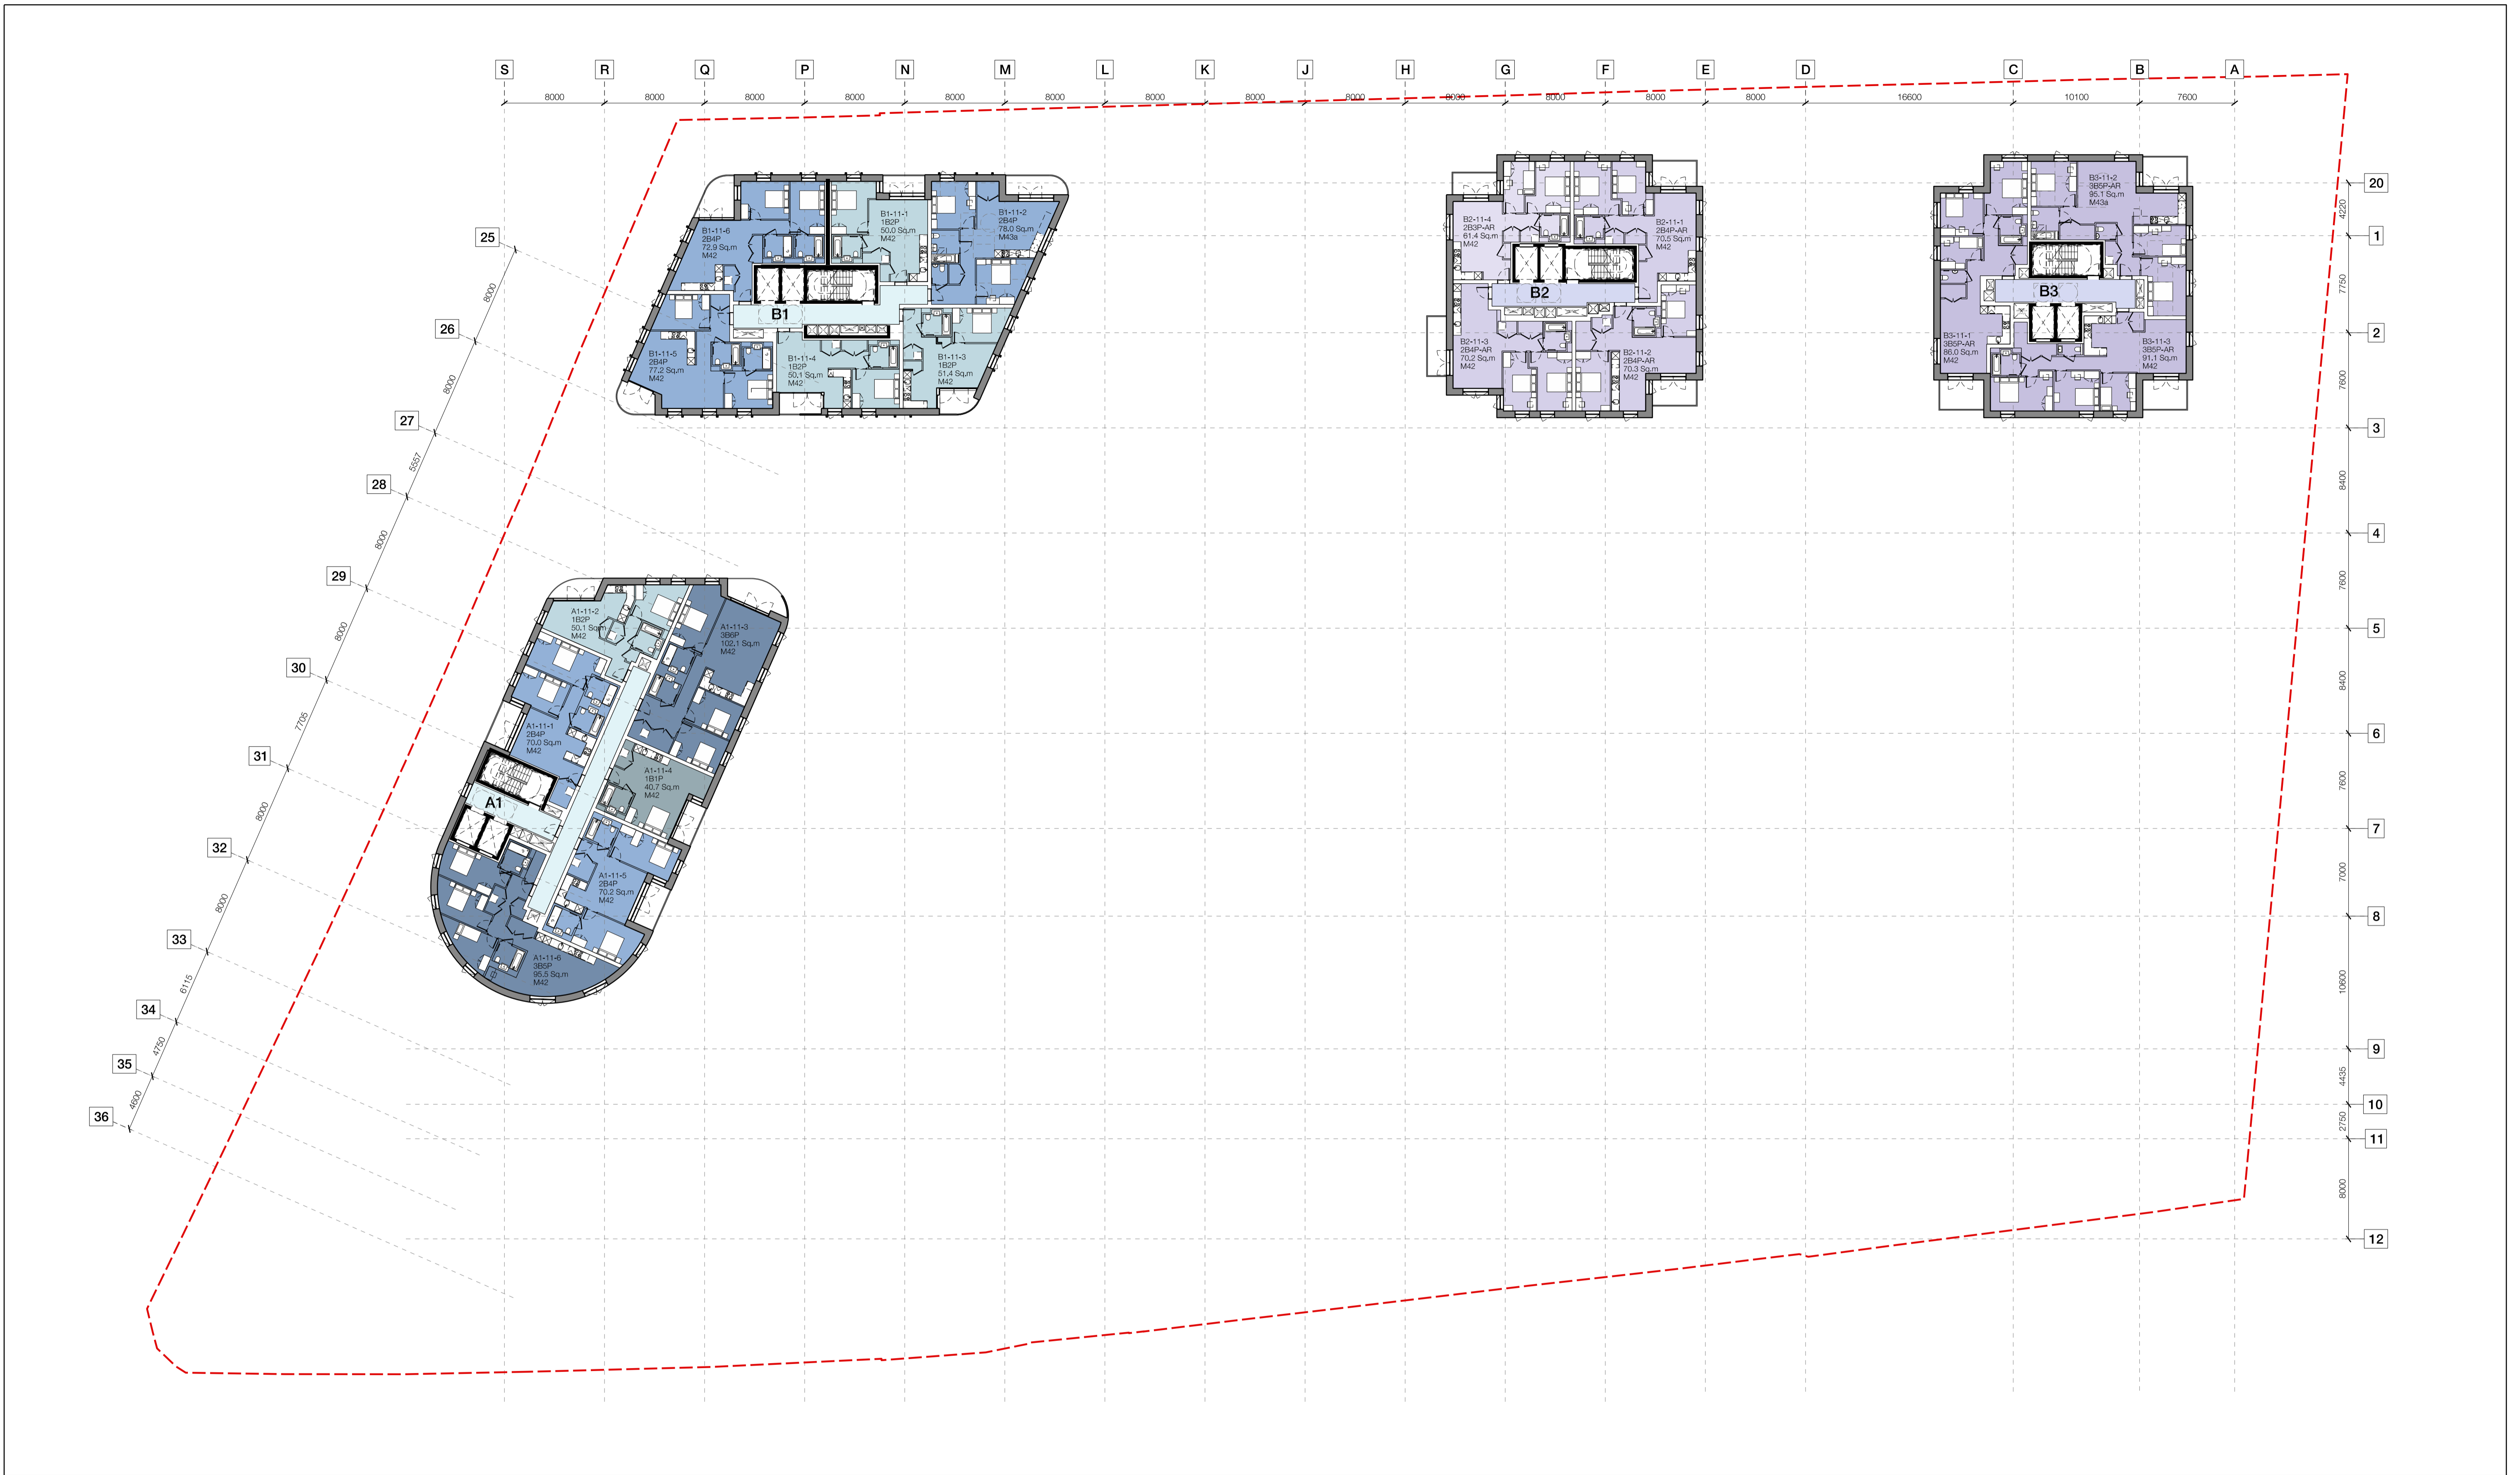 S R Q P N M L K J H G F E D C B A
8000 8000 8000 8000 8000 8000 8000 8000 8000 8000 8000 8000 8000 16600 10100 7600
20
4220
1
7750
2
7600
3
8400
4
7600
5
8400
6
7600
7
7000
8
10600
9
4435
10
2750
11
8000
12
25
8000
26
8000
27
5557
28
8000
29
8000
30
7705
31
8000
32
8000
33
6115
34
4750
35
4600
36
B1
B1-11-6
2B4P
72.9 Sq.m
M42
B1-11-1
1B2P
50.0 Sq.m
M42
B1-11-2
2B4P
78.0 Sq.m
M43a
B1-11-5
2B4P
77.2 Sq.m
M42
B1-11-4
1B2P
50.1 Sq.m
M42
B1-11-3
1B2P
51.4 Sq.m
M42
B2
B2-11-4
2B3P-AR
61.4 Sq.m
M42
B2-11-1
2B4P-AR
70.5 Sq.m
M42
B2-11-3
2B4P-AR
70.2 Sq.m
M42
B2-11-2
2B4P-AR
70.3 Sq.m
M42
B3
B3-11-2
3B5P-AR
95.1 Sq.m
M43a
B3-11-1
3B5P-AR
86.0 Sq.m
M42
B3-11-3
3B5P-AR
91.1 Sq.m
M42
A1
A1-11-2
1B2P
50.1 Sq.m
M42
A1-11-3
3B6P
102.1 Sq.m
M42
A1-11-1
2B4P
70.0 Sq.m
M42
A1-11-4
1B1P
40.7 Sq.m
M42
A1-11-5
2B4P
70.2 Sq.m
M42
A1-11-6
3B5P
95.5 Sq.m
M42